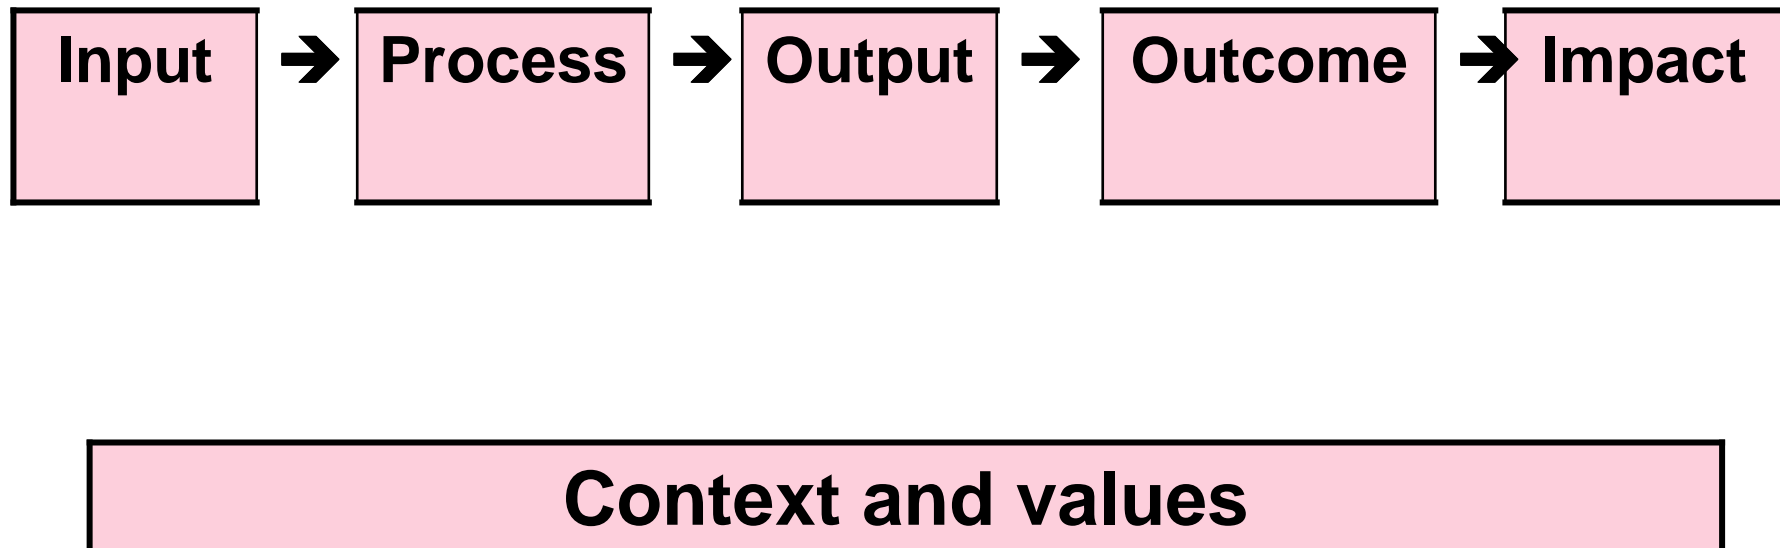 Input ➔ Process ➔ Output ➔ Outcome ➔ Impact
Context and values